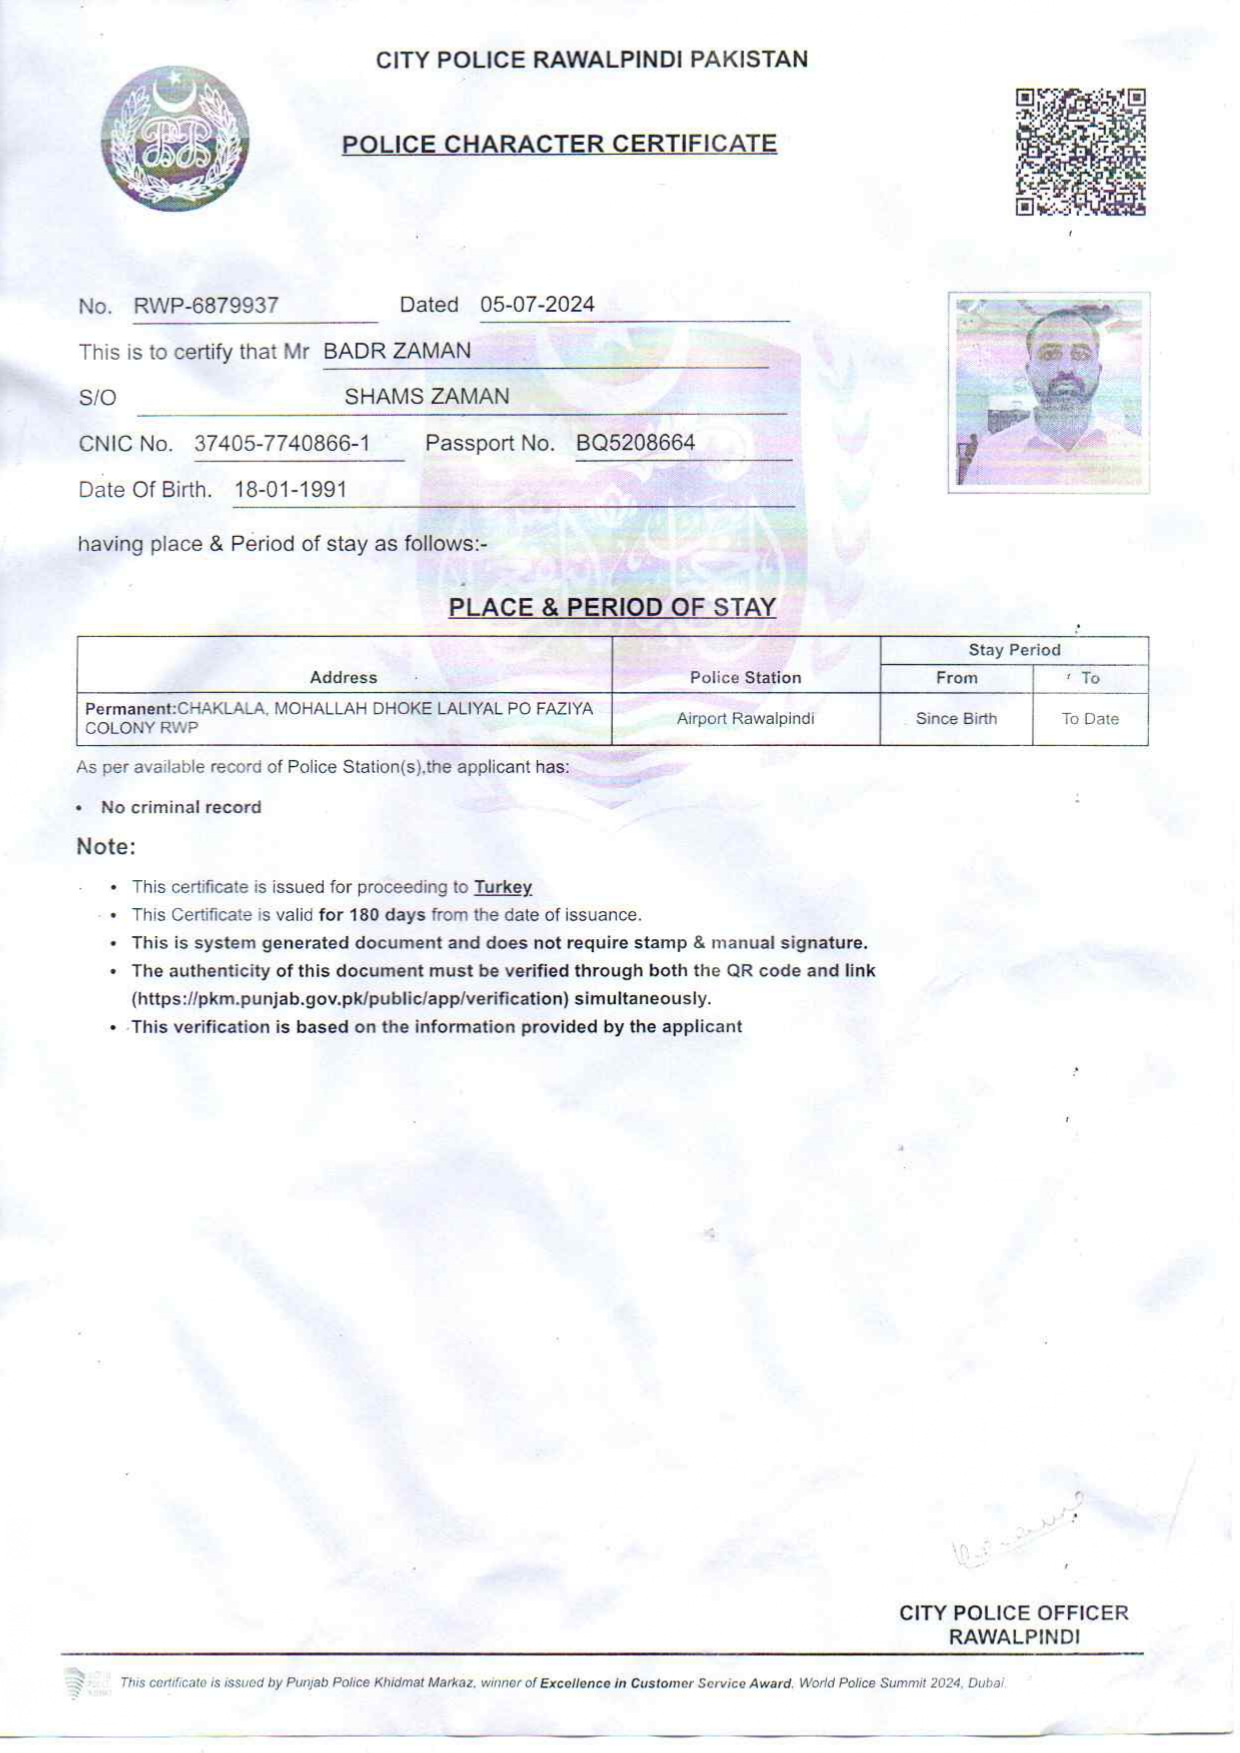 CITY POLICE RAWALPINDI PAKISTAN
POLICE CHARACTER CERTIFICATE
No. RWP-6879937 Dated 05-07-2024
This is to certify that Mr BADR ZAMAN
S/O SHAMS ZAMAN
CNIC No. 37405-7740866-1 Passport No. BQ5208664
Date Of Birth. 18-01-1991
having place & Period of stay as follows:-
PLACE & PERIOD OF STAY
Stay Period
Address Police Station From To
Permanent:CHAKLALA, MOHALLAH DHOKE LALIYAL PO FAZIYA
COLONY RWP
Airport Rawalpindi Since Birth To Date
As per available record of Police Station(s),the applicant has:
• No criminal record
Note:
• This certificate is issued for proceeding to Turkey
• This Certificate is valid for 180 days from the date of issuance.
• This is system generated document and does not require stamp & manual signature.
• The authenticity of this document must be verified through both the QR code and link
(https://pkm.punjab.gov.pk/public/app/verification) simultaneously.
• This verification is based on the information provided by the applicant
CITY POLICE OFFICER
RAWALPINDI
This certificate is issued by Punjab Police Khidmat Markaz, winner of Excellence in Customer Service Award, World Police Summit 2024, Dubai.